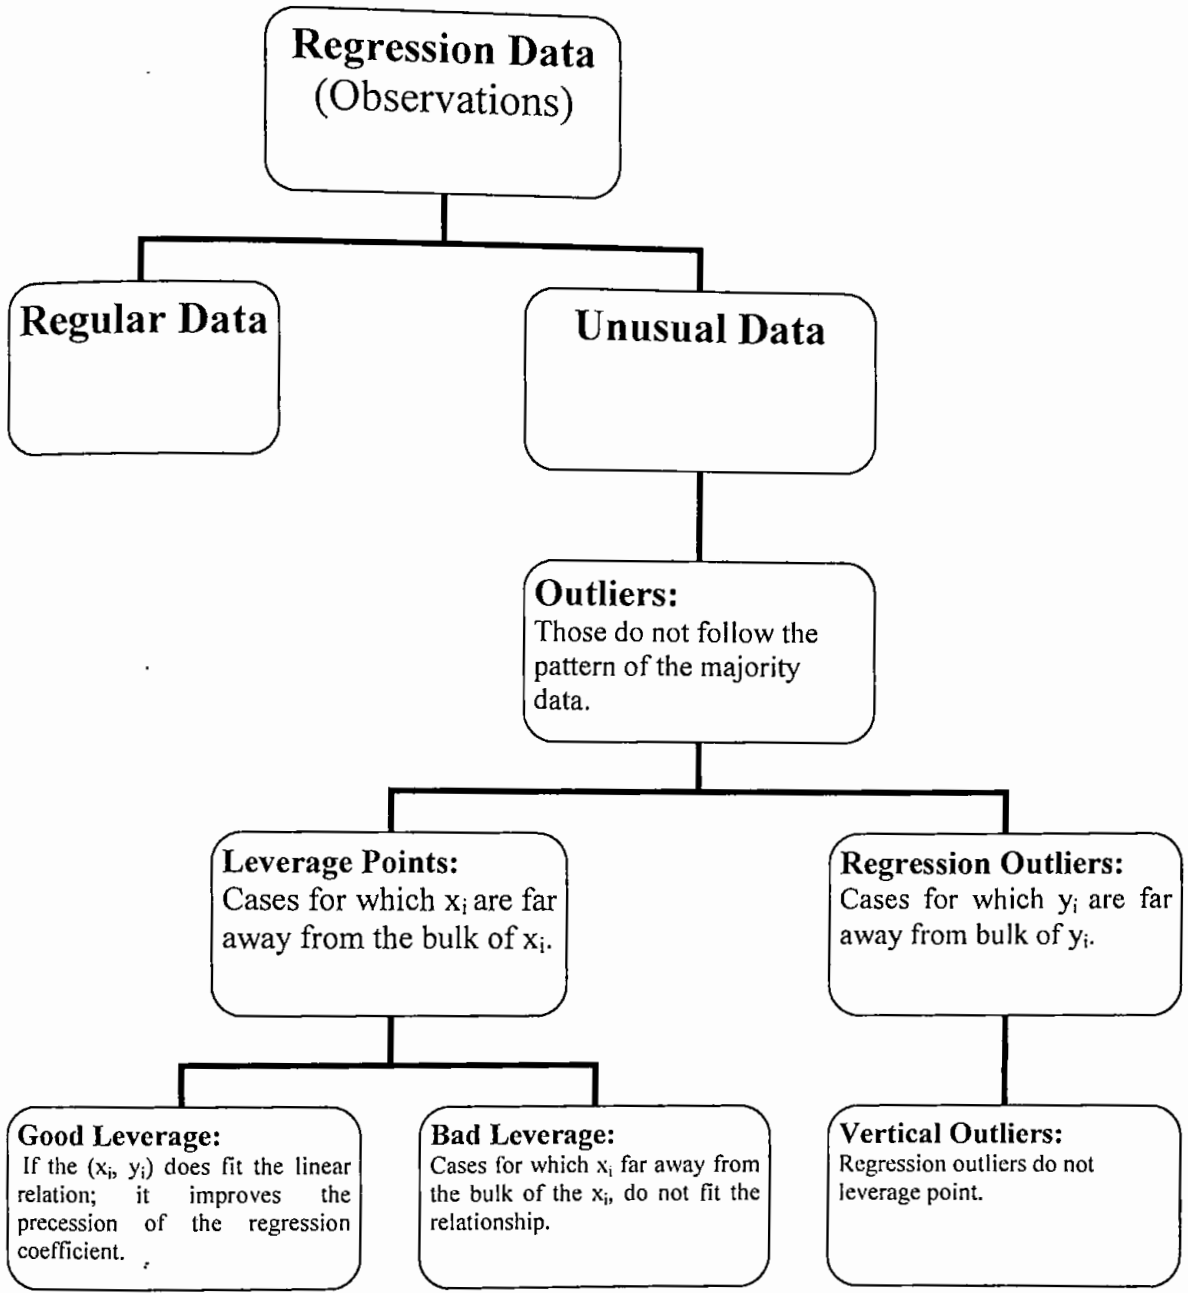 Regression Data
(Observations)
Regular Data
Unusual Data
Outliers:
Those do not follow the
pattern of the majority
data.
Leverage Points:
Cases for which xᵢ are far
away from the bulk of xᵢ.
Regression Outliers:
Cases for which yᵢ are far
away from bulk of yᵢ.
Good Leverage:
If the (xᵢ, yᵢ) does fit the linear
relation; it improves the
precession of the regression
coefficient.
Bad Leverage:
Cases for which xᵢ far away from
the bulk of the xᵢ, do not fit the
relationship.
Vertical Outliers:
Regression outliers do not
leverage point.